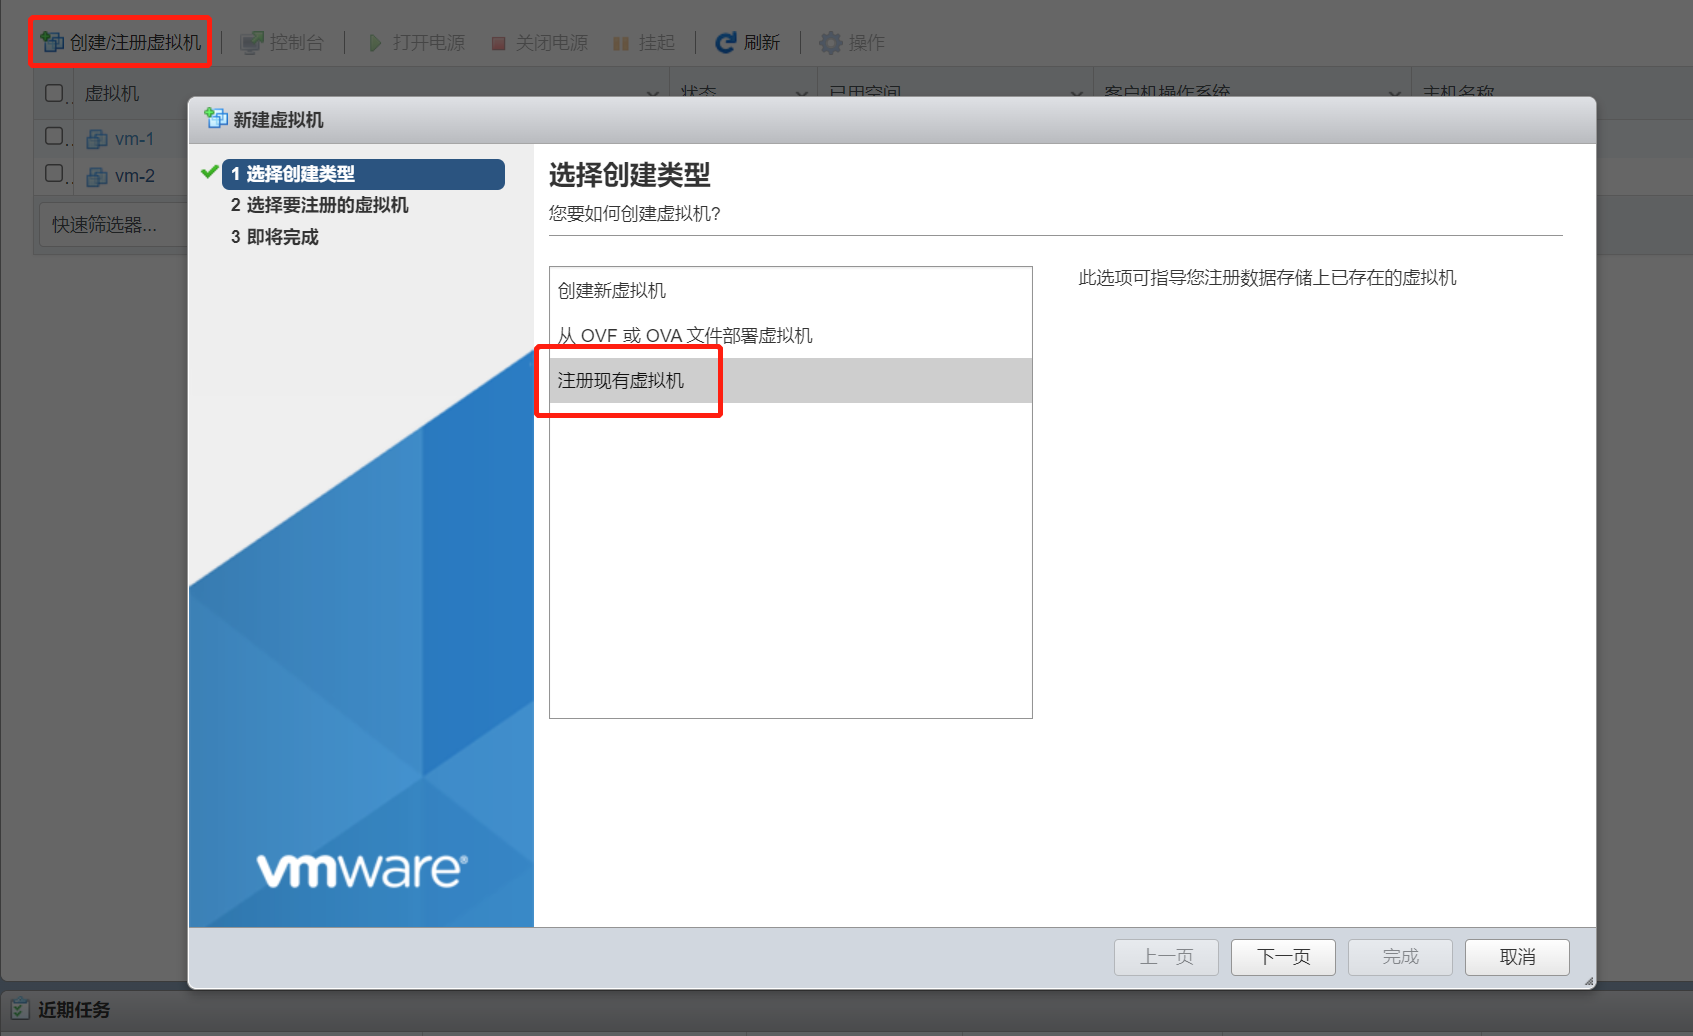 创建/注册虚拟机 控制台 打开电源 关闭电源 挂起 刷新 操作
虚拟机 状态 已用空间 客户机操作系统 主机名称
vm-1
vm-2
快速筛选器...
新建虚拟机
1 选择创建类型
2 选择要注册的虚拟机
3 即将完成
选择创建类型
您要如何创建虚拟机?
创建新虚拟机
从 OVF 或 OVA 文件部署虚拟机
注册现有虚拟机
此选项可指导您注册数据存储上已存在的虚拟机
vmware®
上一页 下一页 完成 取消
近期任务